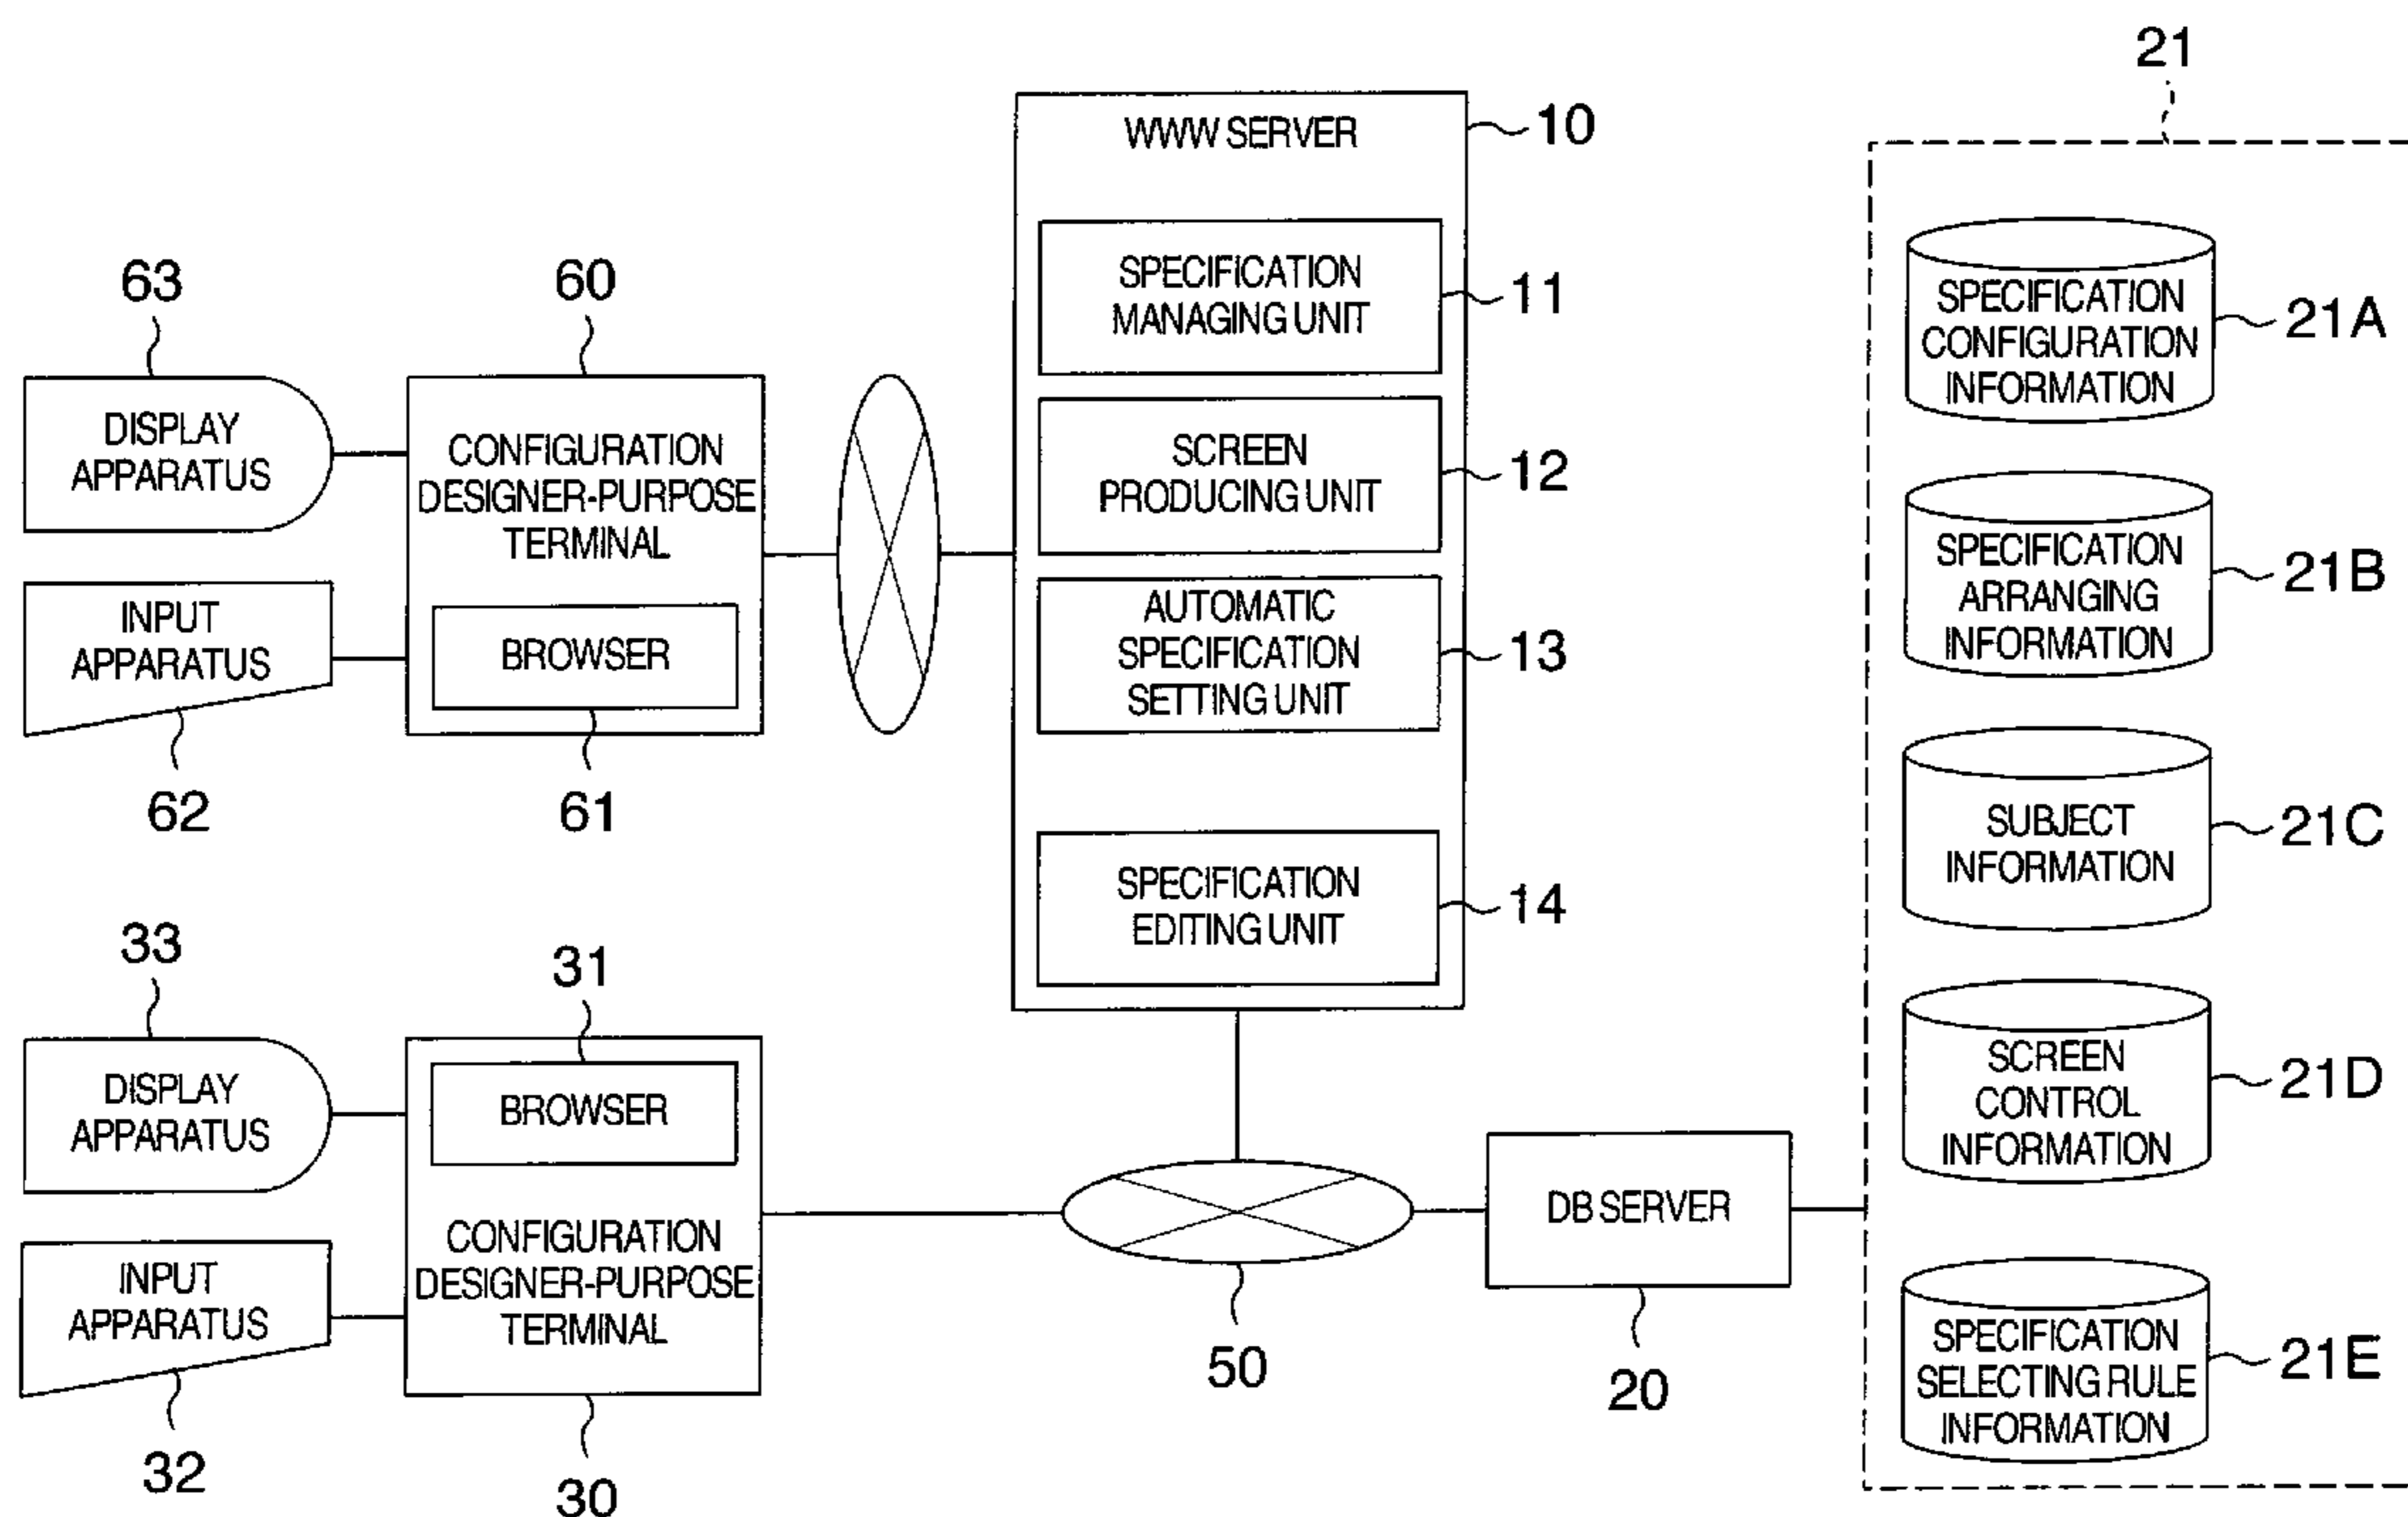 21
WWW SERVER
10
SPECIFICATION
MANAGING UNIT
11
SCREEN
PRODUCING UNIT
12
AUTOMATIC
SPECIFICATION
SETTING UNIT
13
SPECIFICATION
EDITING UNIT
14
63
DISPLAY
APPARATUS
60
CONFIGURATION
DESIGNER-PURPOSE
TERMINAL
BROWSER
61
INPUT
APPARATUS
62
33
DISPLAY
APPARATUS
31
BROWSER
CONFIGURATION
DESIGNER-PURPOSE
TERMINAL
30
INPUT
APPARATUS
32
50
DB SERVER
20
SPECIFICATION
CONFIGURATION
INFORMATION
21A
SPECIFICATION
ARRANGING
INFORMATION
21B
SUBJECT
INFORMATION
21C
SCREEN
CONTROL
INFORMATION
21D
SPECIFICATION
SELECTING RULE
INFORMATION
21E